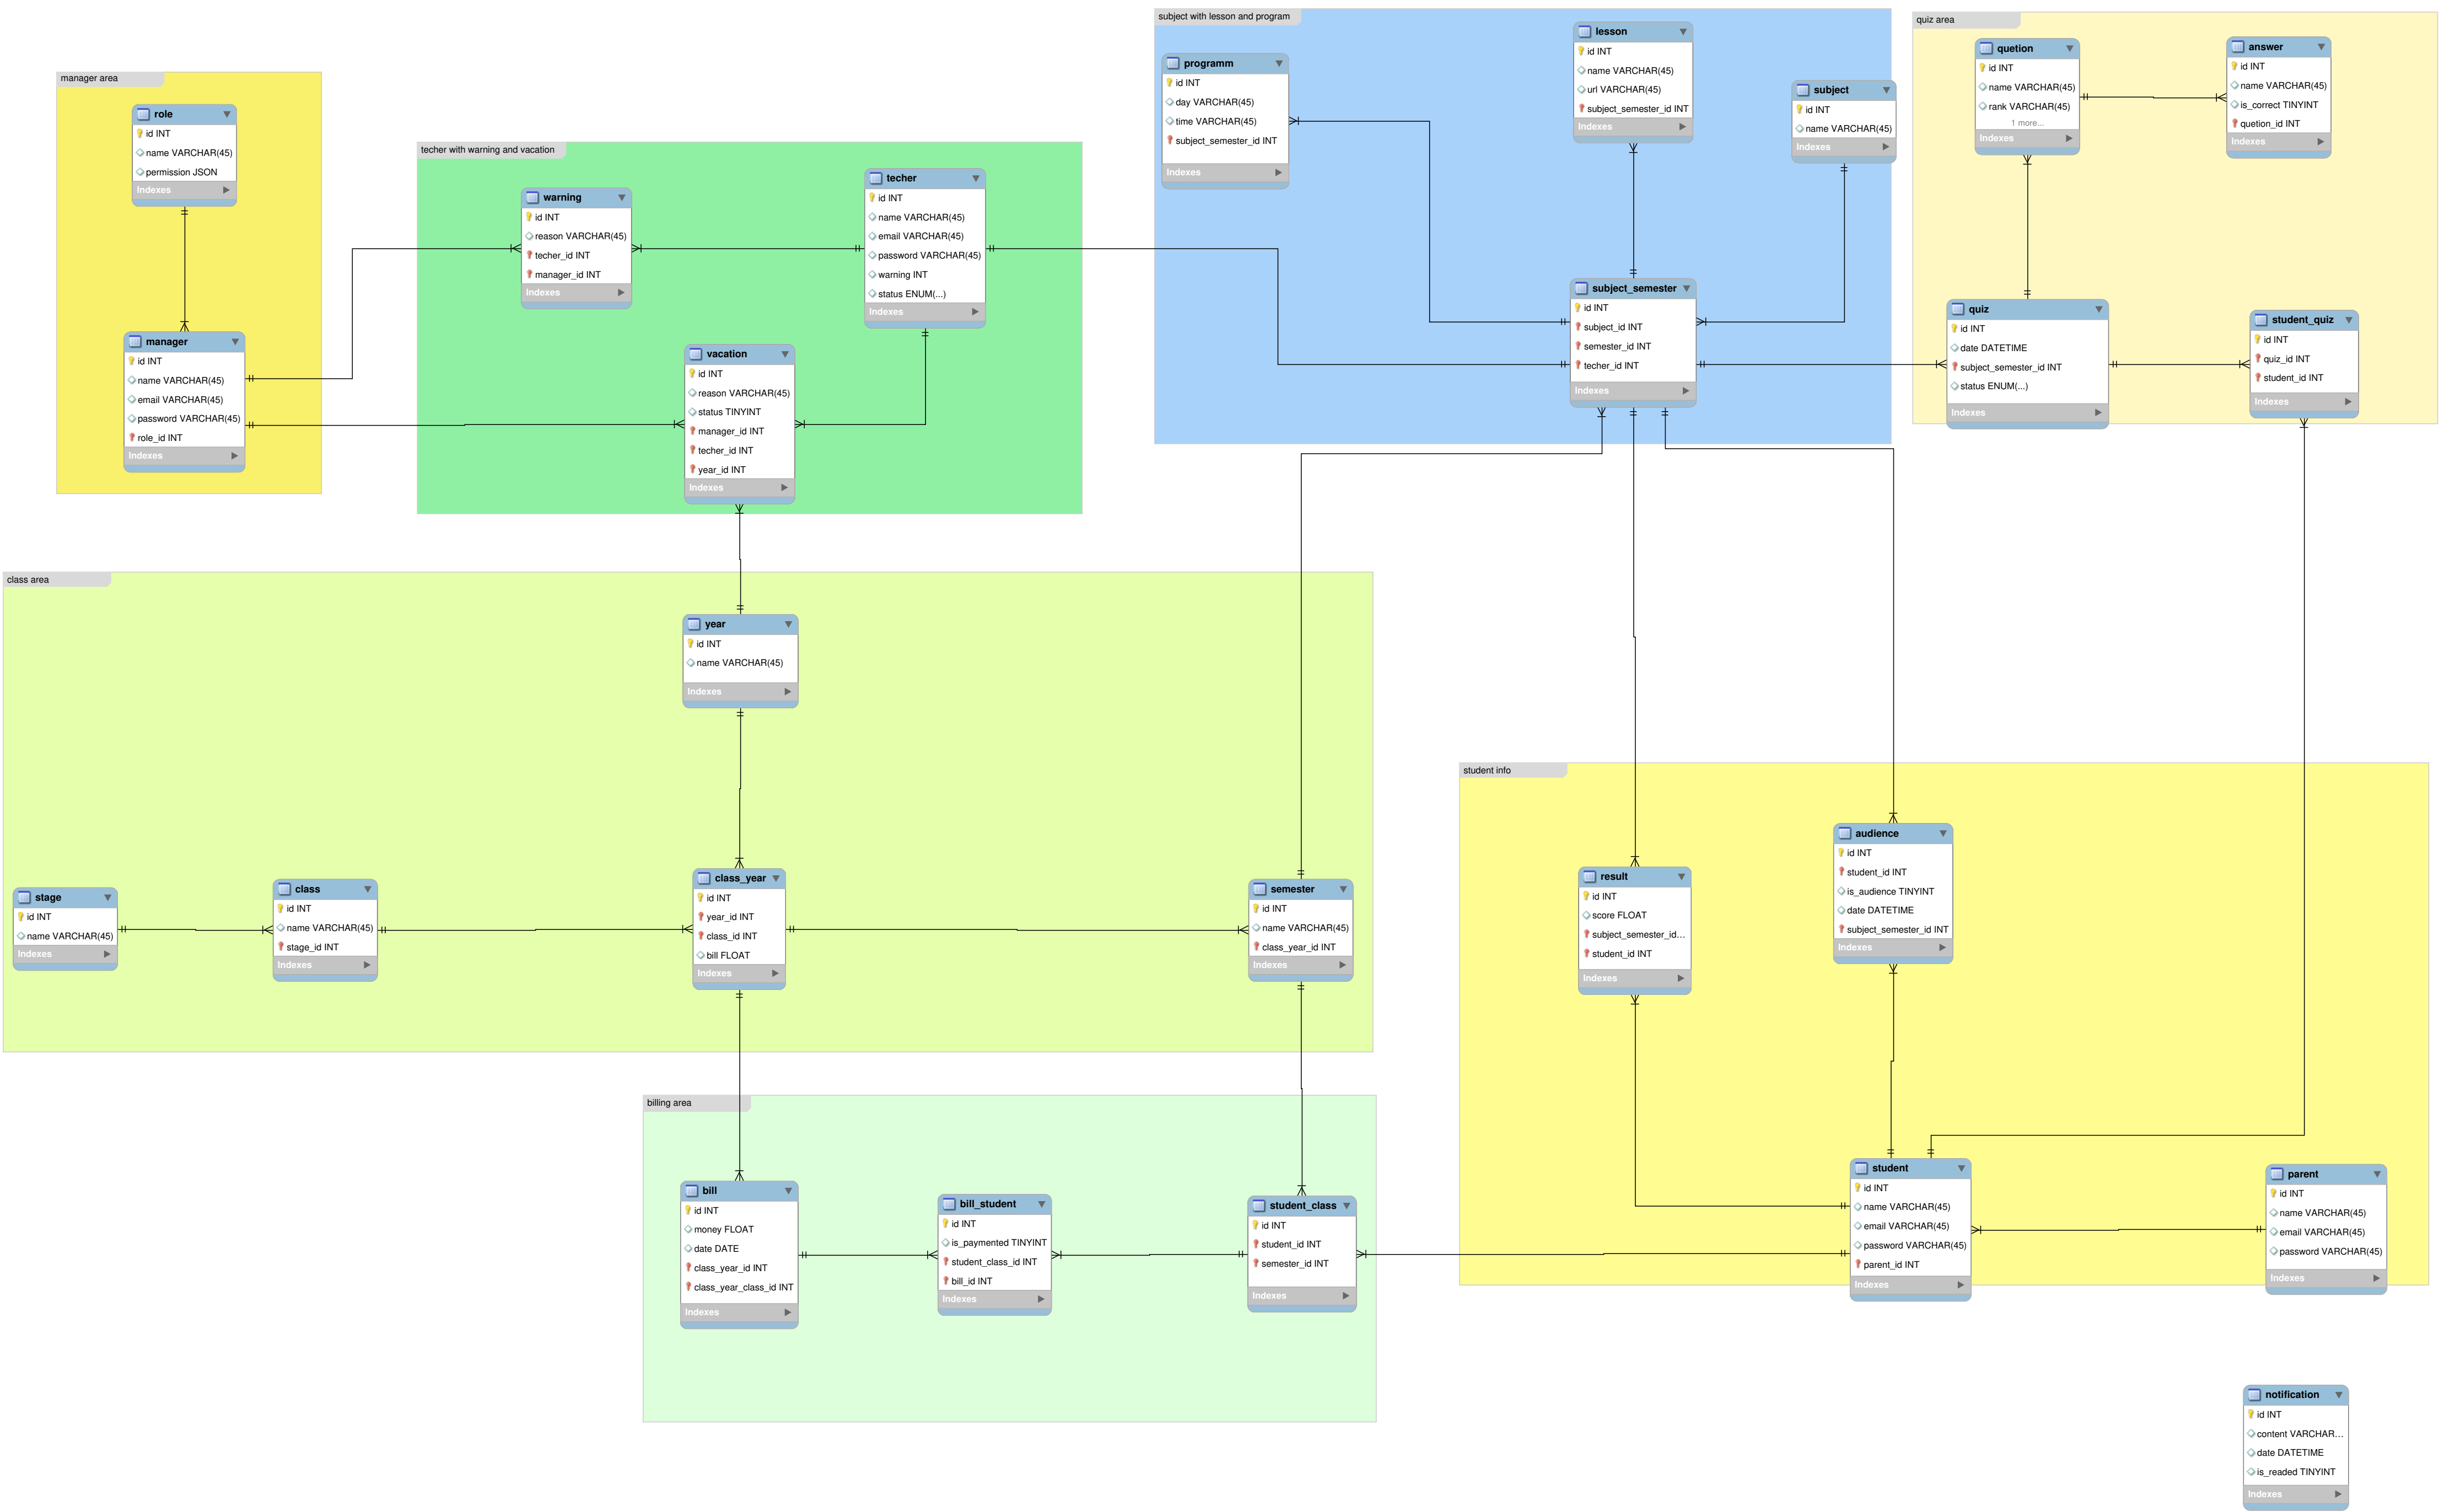 manager area
role
id INT
name VARCHAR(45)
permission JSON
Indexes
manager
id INT
name VARCHAR(45)
email VARCHAR(45)
password VARCHAR(45)
role_id INT
Indexes
techer with warning and vacation
warning
id INT
reason VARCHAR(45)
techer_id INT
manager_id INT
Indexes
techer
id INT
name VARCHAR(45)
email VARCHAR(45)
password VARCHAR(45)
warning INT
status ENUM(...)
Indexes
vacation
id INT
reason VARCHAR(45)
status TINYINT
manager_id INT
techer_id INT
year_id INT
Indexes
subject with lesson and program
programm
id INT
day VARCHAR(45)
time VARCHAR(45)
subject_semester_id INT
Indexes
lesson
id INT
name VARCHAR(45)
url VARCHAR(45)
subject_semester_id INT
Indexes
subject
id INT
name VARCHAR(45)
Indexes
subject_semester
id INT
subject_id INT
semester_id INT
techer_id INT
Indexes
quiz area
quetion
id INT
name VARCHAR(45)
rank VARCHAR(45)
1 more...
Indexes
answer
id INT
name VARCHAR(45)
is_correct TINYINT
quetion_id INT
Indexes
quiz
id INT
date DATETIME
subject_semester_id INT
status ENUM(...)
Indexes
student_quiz
id INT
quiz_id INT
student_id INT
Indexes
class area
year
id INT
name VARCHAR(45)
Indexes
stage
id INT
name VARCHAR(45)
Indexes
class
id INT
name VARCHAR(45)
stage_id INT
Indexes
class_year
id INT
year_id INT
class_id INT
bill FLOAT
Indexes
semester
id INT
name VARCHAR(45)
class_year_id INT
Indexes
student info
result
id INT
score FLOAT
subject_semester_id...
student_id INT
Indexes
audience
id INT
student_id INT
is_audience TINYINT
date DATETIME
subject_semester_id INT
Indexes
student
id INT
name VARCHAR(45)
email VARCHAR(45)
password VARCHAR(45)
parent_id INT
Indexes
parent
id INT
name VARCHAR(45)
email VARCHAR(45)
password VARCHAR(45)
Indexes
billing area
bill
id INT
money FLOAT
date DATE
class_year_id INT
class_year_class_id INT
Indexes
bill_student
id INT
is_paymented TINYINT
student_class_id INT
bill_id INT
Indexes
student_class
id INT
student_id INT
semester_id INT
Indexes
notification
id INT
content VARCHAR...
date DATETIME
is_readed TINYINT
Indexes